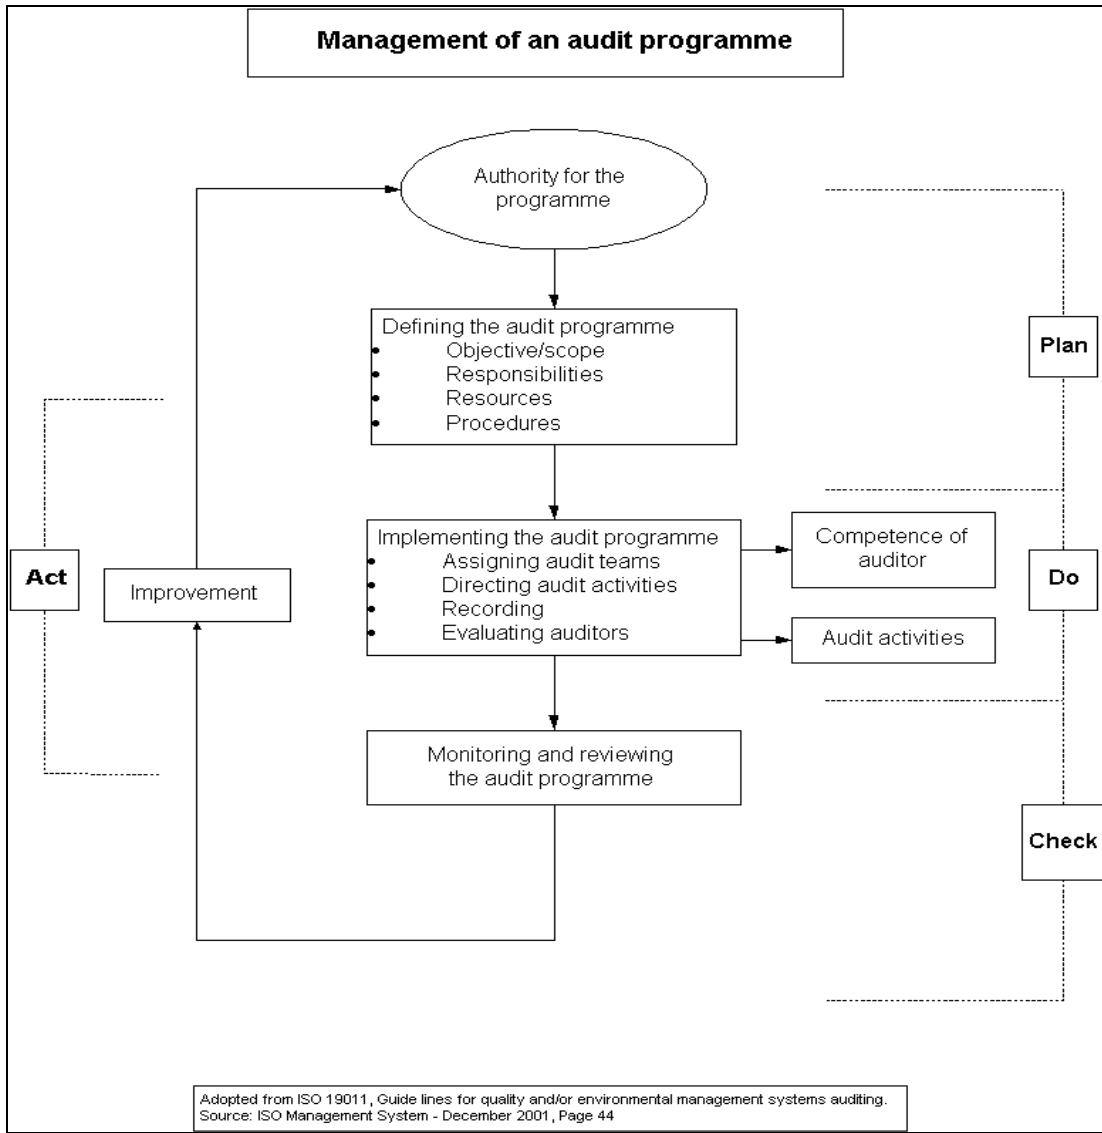 Management of an audit programme
Authority for the
programme
Defining the audit programme
• Objective/scope
• Responsibilities
• Resources
• Procedures
Plan
Implementing the audit programme
• Assigning audit teams
• Directing audit activities
• Recording
• Evaluating auditors
Competence of
auditor
Audit activities
Do
Act
Improvement
Monitoring and reviewing
the audit programme
Check
Adopted from ISO 19011, Guide lines for quality and/or environmental management systems auditing.
Source: ISO Management System - December 2001, Page 44